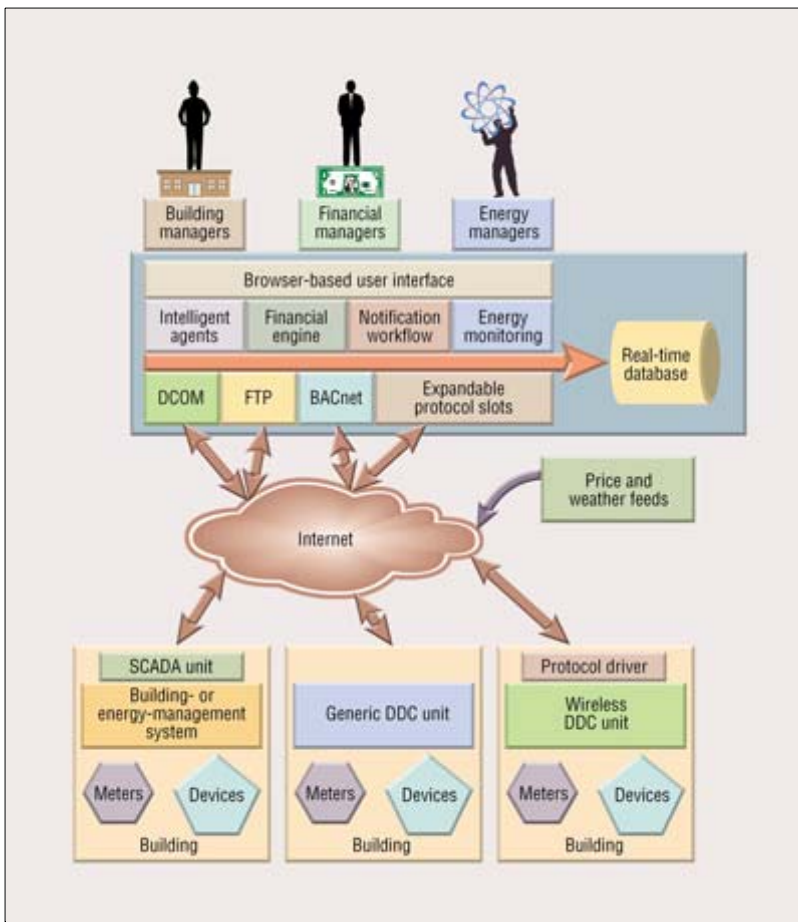 Building
managers
Financial
managers
Energy
managers
Browser-based user interface
Intelligent
agents
Financial
engine
Notification
workflow
Energy
monitoring
Real-time
database
DCOM
FTP
BACnet
Expandable
protocol slots
Price and
weather feeds
Internet
SCADA unit
Building- or
energy-management
system
Meters
Devices
Building
Generic DDC unit
Meters
Devices
Building
Protocol driver
Wireless
DDC unit
Meters
Devices
Building